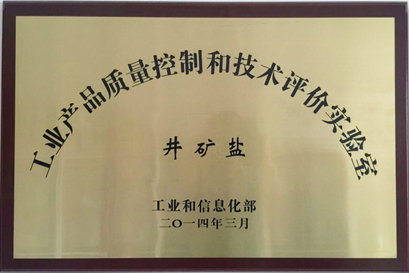 工业产品质量控制和技术评价实验室
井矿盐
工业和信息化部
二〇一四年三月